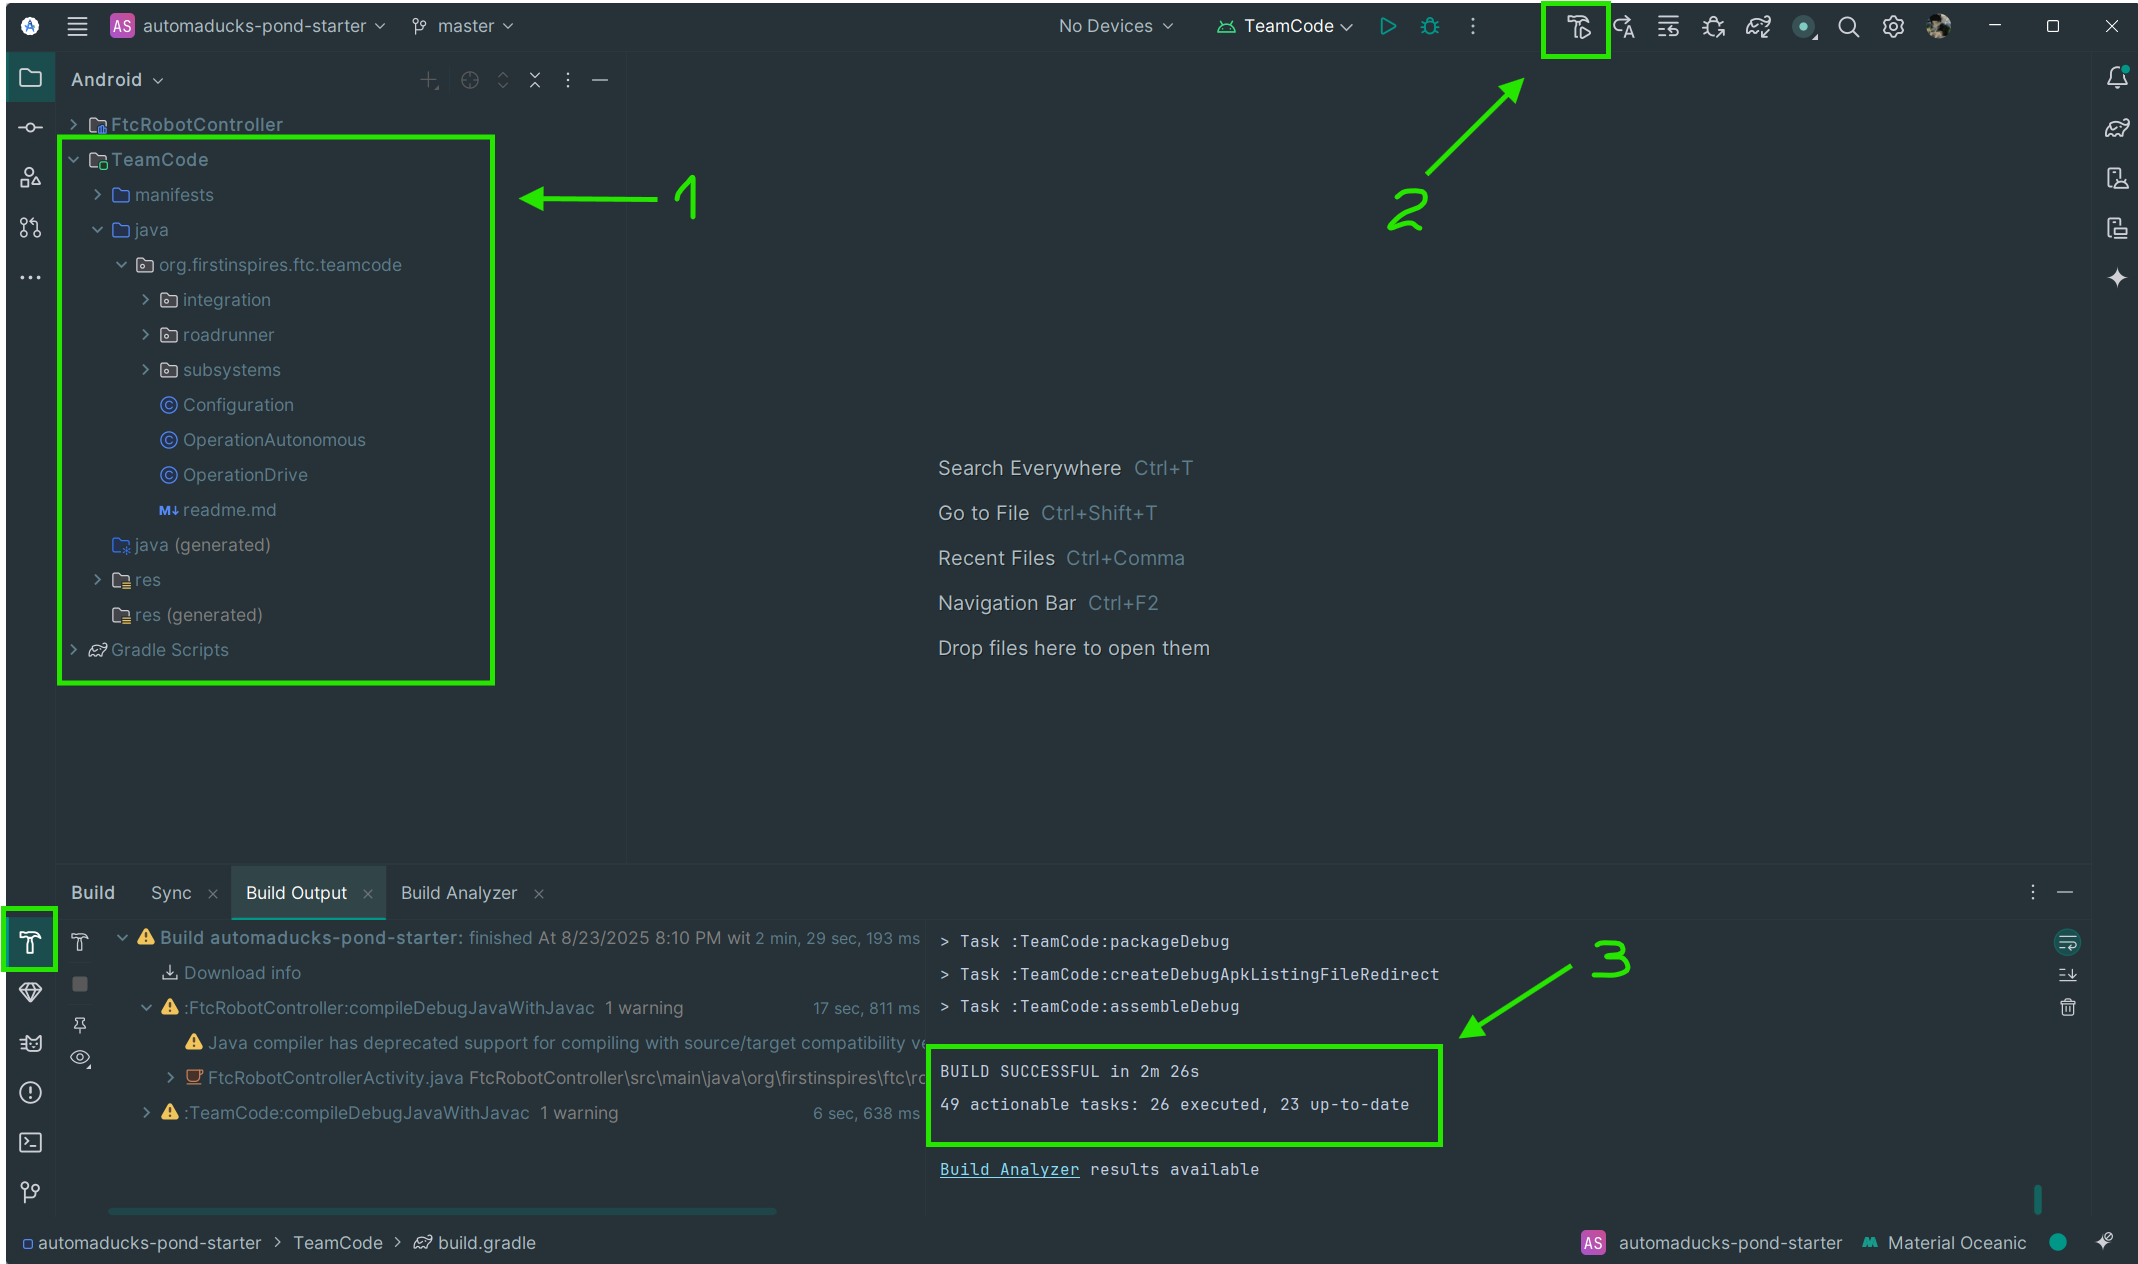 AS automaducks-pond-starter master No Devices TeamCode
Android
FtcRobotController
TeamCode
manifests
java
org.firstinspires.ftc.teamcode
integration
roadrunner
subsystems
Configuration
OperationAutonomous
OperationDrive
readme.md
java (generated)
res
res (generated)
Gradle Scripts
1
2
Search Everywhere Ctrl+T
Go to File Ctrl+Shift+T
Recent Files Ctrl+Comma
Navigation Bar Ctrl+F2
Drop files here to open them
Build Sync Build Output Build Analyzer
Build automaducks-pond-starter: finished At 8/23/2025 8:10 PM wit 2 min, 29 sec, 193 ms
Download info
:FtcRobotController:compileDebugJavaWithJavac 1 warning 17 sec, 811 ms
Java compiler has deprecated support for compiling with source/target compatibility ve
FtcRobotControllerActivity.java FtcRobotController\src\main\java\org\firstinspires\ftc\ro
:TeamCode:compileDebugJavaWithJavac 1 warning 6 sec, 638 ms
> Task :TeamCode:packageDebug
> Task :TeamCode:createDebugApkListingFileRedirect
> Task :TeamCode:assembleDebug
3
BUILD SUCCESSFUL in 2m 26s
49 actionable tasks: 26 executed, 23 up-to-date
Build Analyzer results available
automaducks-pond-starter > TeamCode > build.gradle
AS automaducks-pond-starter Material Oceanic